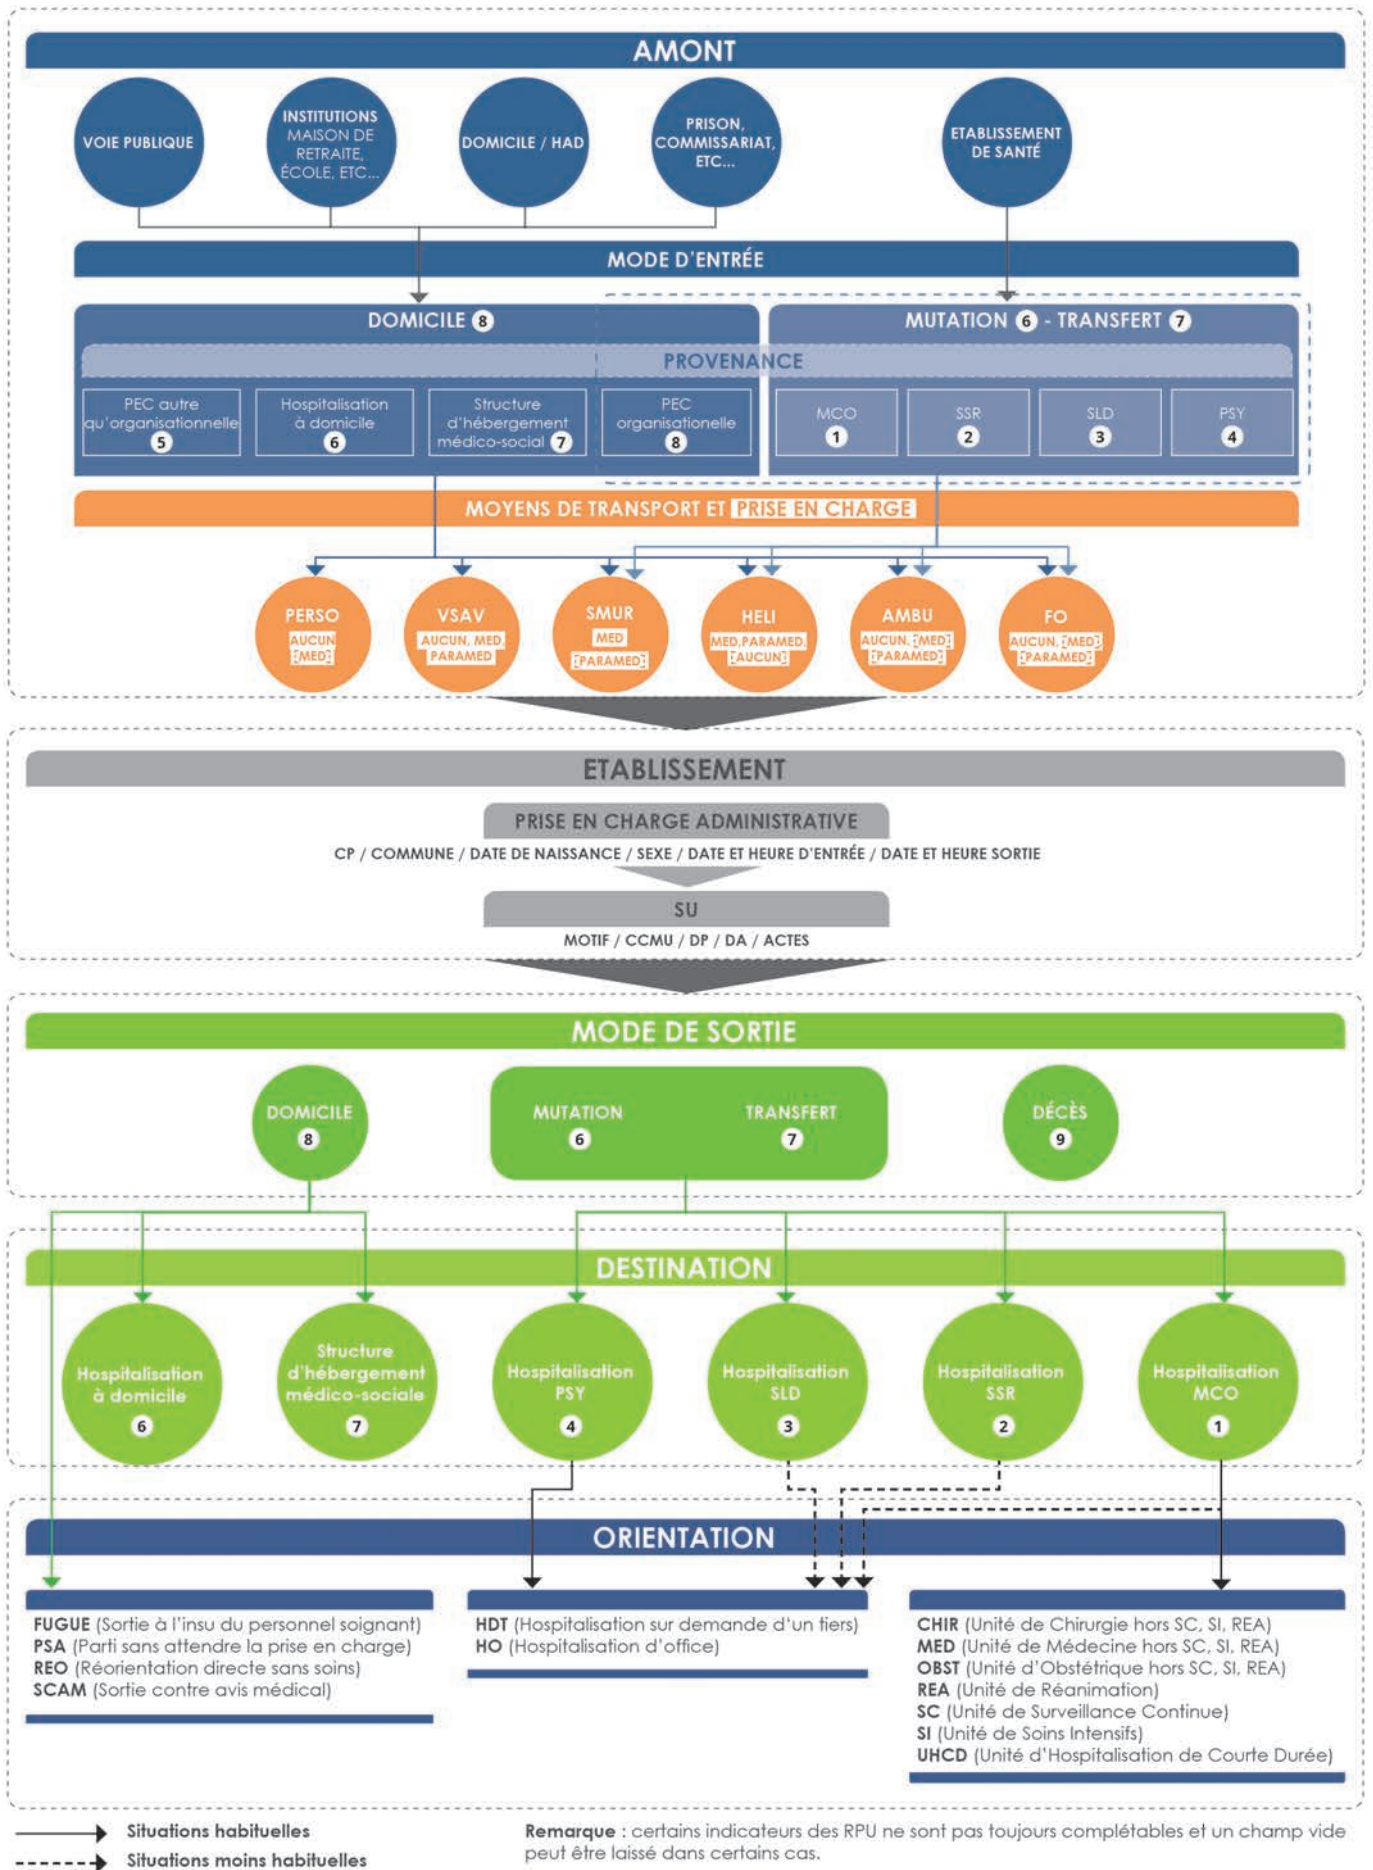 AMONT
VOIE PUBLIQUE
INSTITUTIONS
MAISON DE
RETRAITE,
ÉCOLE, ETC...
DOMICILE / HAD
PRISON,
COMMISSARIAT,
ETC...
ETABLISSEMENT
DE SANTÉ
MODE D'ENTRÉE
DOMICILE 8
MUTATION 6 - TRANSFERT 7
PROVENANCE
PEC autre
qu'organisationnelle
5
Hospitalisation
à domicile
6
Structure
d'hébergement
médico-social 7
PEC
organisationelle
8
MCO
1
SSR
2
SLD
3
PSY
4
MOYENS DE TRANSPORT ET PRISE EN CHARGE
PERSO
AUCUN
[MED]
VSAV
AUCUN, MED,
PARAMED
SMUR
MED
[PARAMED]
HELI
MED,PARAMED,
[AUCUN]
AMBU
AUCUN, [MED]
[PARAMED]
FO
AUCUN, [MED]
[PARAMED]
ETABLISSEMENT
PRISE EN CHARGE ADMINISTRATIVE
CP / COMMUNE / DATE DE NAISSANCE / SEXE / DATE ET HEURE D'ENTRÉE / DATE ET HEURE SORTIE
SU
MOTIF / CCMU / DP / DA / ACTES
MODE DE SORTIE
DOMICILE
8
MUTATION
6
TRANSFERT
7
DÉCÈS
9
DESTINATION
Hospitalisation
à domicile
6
Structure
d'hébergement
médico-sociale
7
Hospitalisation
PSY
4
Hospitalisation
SLD
3
Hospitalisation
SSR
2
Hospitalisation
MCO
1
ORIENTATION
FUGUE (Sortie à l'insu du personnel soignant)
PSA (Parti sans attendre la prise en charge)
REO (Réorientation directe sans soins)
SCAM (Sortie contre avis médical)
HDT (Hospitalisation sur demande d'un tiers)
HO (Hospitalisation d'office)
CHIR (Unité de Chirurgie hors SC, SI, REA)
MED (Unité de Médecine hors SC, SI, REA)
OBST (Unité d'Obstétrique hors SC, SI, REA)
REA (Unité de Réanimation)
SC (Unité de Surveillance Continue)
SI (Unité de Soins Intensifs)
UHCD (Unité d'Hospitalisation de Courte Durée)
Situations habituelles
Situations moins habituelles
Remarque : certains indicateurs des RPU ne sont pas toujours complétables et un champ vide
peut être laissé dans certains cas.